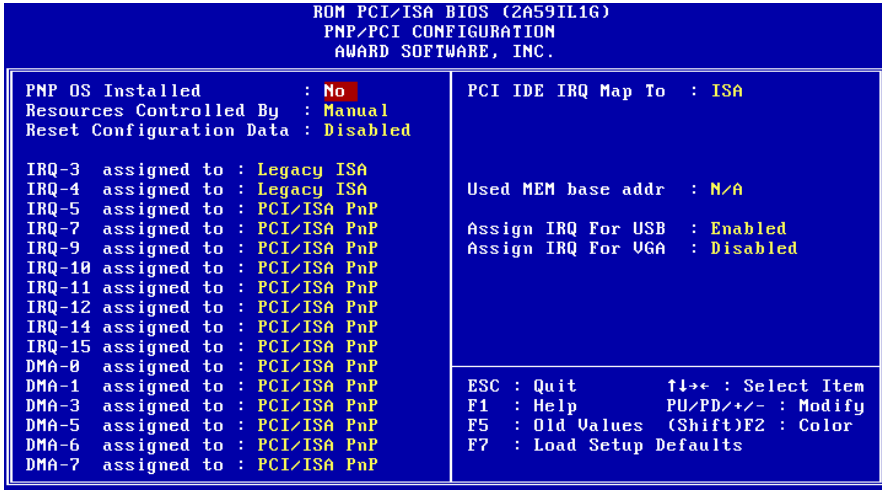 ROM PCI/ISA BIOS (2A59IL1G)
PNP/PCI CONFIGURATION
AWARD SOFTWARE, INC.
PNP OS Installed : No
Resources Controlled By : Manual
Reset Configuration Data : Disabled
IRQ-3 assigned to : Legacy ISA
IRQ-4 assigned to : Legacy ISA
IRQ-5 assigned to : PCI/ISA PnP
IRQ-7 assigned to : PCI/ISA PnP
IRQ-9 assigned to : PCI/ISA PnP
IRQ-10 assigned to : PCI/ISA PnP
IRQ-11 assigned to : PCI/ISA PnP
IRQ-12 assigned to : PCI/ISA PnP
IRQ-14 assigned to : PCI/ISA PnP
IRQ-15 assigned to : PCI/ISA PnP
DMA-0 assigned to : PCI/ISA PnP
DMA-1 assigned to : PCI/ISA PnP
DMA-3 assigned to : PCI/ISA PnP
DMA-5 assigned to : PCI/ISA PnP
DMA-6 assigned to : PCI/ISA PnP
DMA-7 assigned to : PCI/ISA PnP
PCI IDE IRQ Map To : ISA
Used MEM base addr : N/A
Assign IRQ For USB : Enabled
Assign IRQ For VGA : Disabled
ESC : Quit ↑↓→← : Select Item
F1 : Help PU/PD/+/- : Modify
F5 : Old Values (Shift)F2 : Color
F7 : Load Setup Defaults